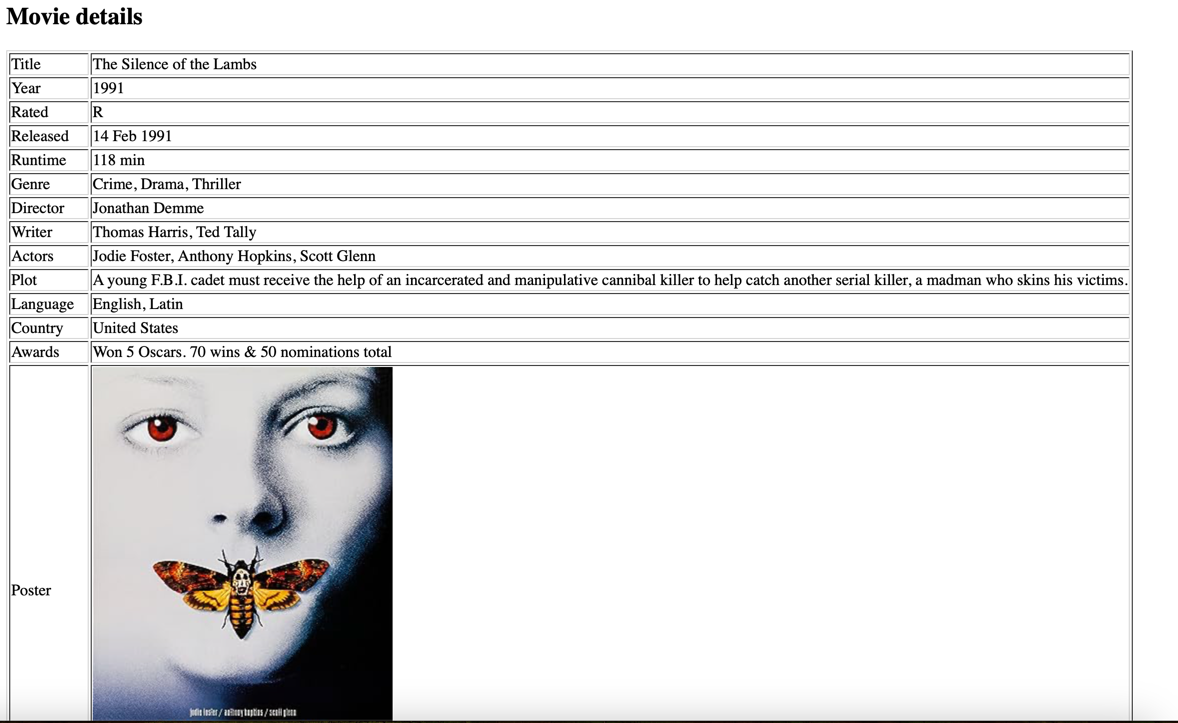 Movie details
Title The Silence of the Lambs
Year 1991
Rated R
Released 14 Feb 1991
Runtime 118 min
Genre Crime, Drama, Thriller
Director Jonathan Demme
Writer Thomas Harris, Ted Tally
Actors Jodie Foster, Anthony Hopkins, Scott Glenn
Plot A young F.B.I. cadet must receive the help of an incarcerated and manipulative cannibal killer to help catch another serial killer, a madman who skins his victims.
Language English, Latin
Country United States
Awards Won 5 Oscars. 70 wins & 50 nominations total
Poster
jodie foster / anthony hopkins / scott glenn